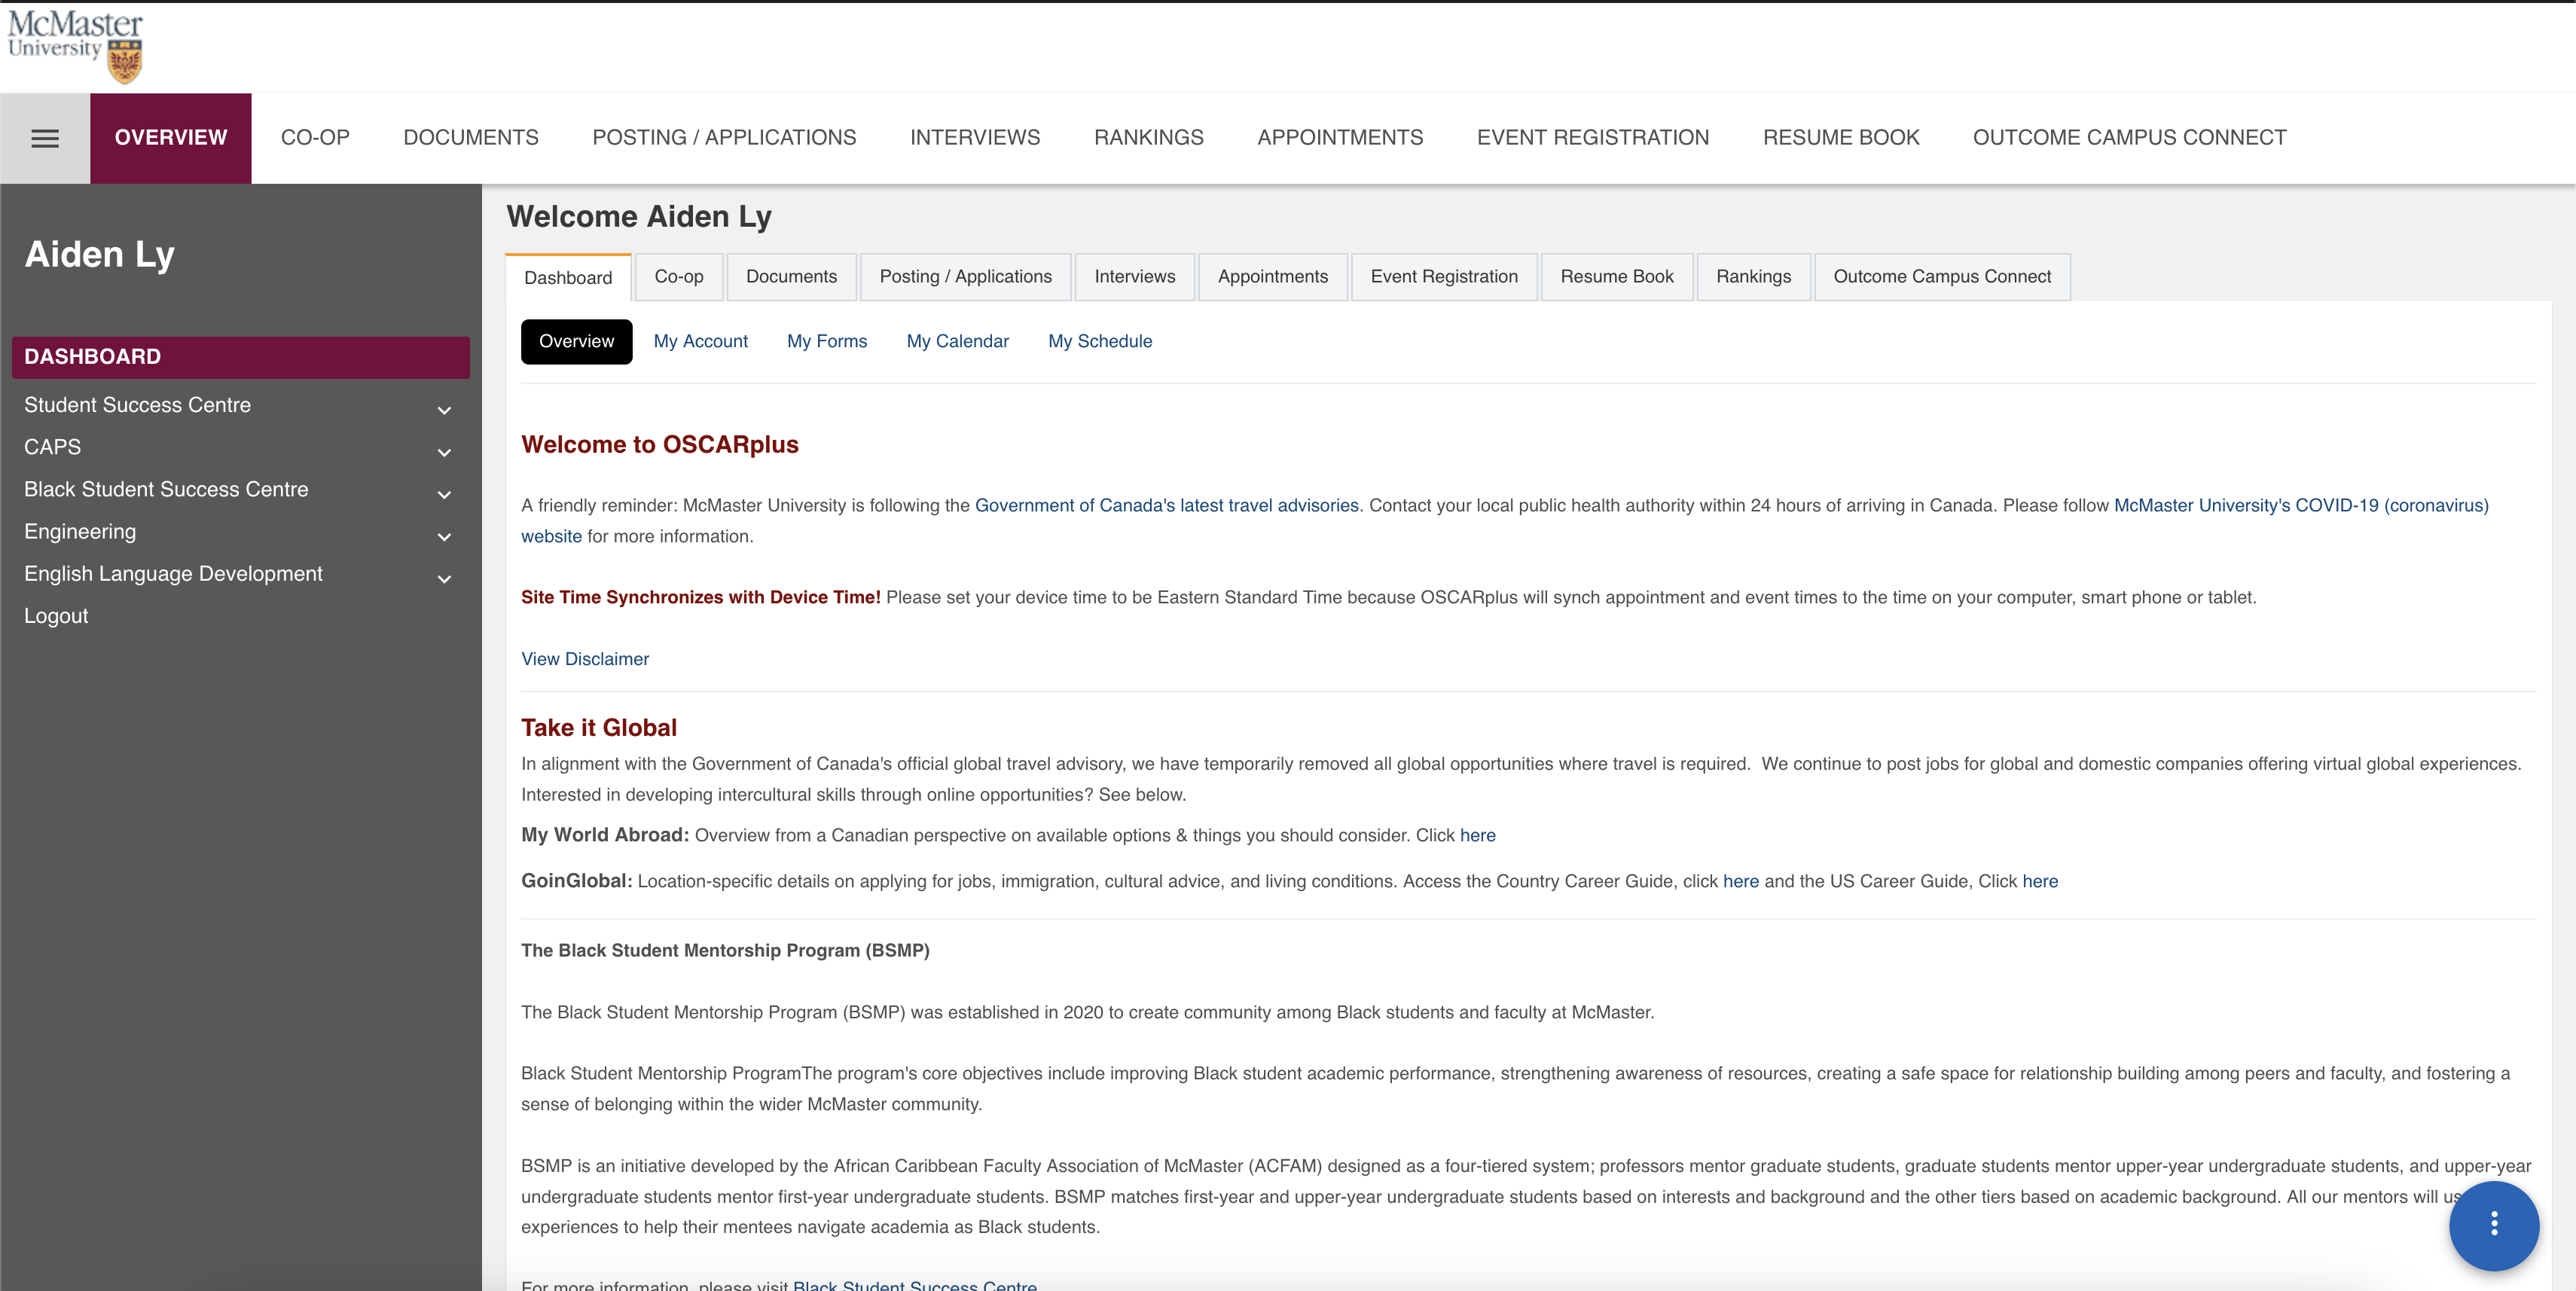 McMaster
University
OVERVIEW
CO-OP
DOCUMENTS
POSTING / APPLICATIONS
INTERVIEWS
RANKINGS
APPOINTMENTS
EVENT REGISTRATION
RESUME BOOK
OUTCOME CAMPUS CONNECT
Aiden Ly
DASHBOARD
Student Success Centre
CAPS
Black Student Success Centre
Engineering
English Language Development
Logout
Welcome Aiden Ly
Dashboard
Co-op
Documents
Posting / Applications
Interviews
Appointments
Event Registration
Resume Book
Rankings
Outcome Campus Connect
Overview
My Account
My Forms
My Calendar
My Schedule
Welcome to OSCARplus
A friendly reminder: McMaster University is following the Government of Canada's latest travel advisories. Contact your local public health authority within 24 hours of arriving in Canada. Please follow McMaster University's COVID-19 (coronavirus)
website for more information.
Site Time Synchronizes with Device Time! Please set your device time to be Eastern Standard Time because OSCARplus will synch appointment and event times to the time on your computer, smart phone or tablet.
View Disclaimer
Take it Global
In alignment with the Government of Canada's official global travel advisory, we have temporarily removed all global opportunities where travel is required.  We continue to post jobs for global and domestic companies offering virtual global experiences.
Interested in developing intercultural skills through online opportunities? See below.
My World Abroad: Overview from a Canadian perspective on available options & things you should consider. Click here
GoinGlobal: Location-specific details on applying for jobs, immigration, cultural advice, and living conditions. Access the Country Career Guide, click here and the US Career Guide, Click here
The Black Student Mentorship Program (BSMP)
The Black Student Mentorship Program (BSMP) was established in 2020 to create community among Black students and faculty at McMaster.
Black Student Mentorship ProgramThe program's core objectives include improving Black student academic performance, strengthening awareness of resources, creating a safe space for relationship building among peers and faculty, and fostering a
sense of belonging within the wider McMaster community.
BSMP is an initiative developed by the African Caribbean Faculty Association of McMaster (ACFAM) designed as a four-tiered system; professors mentor graduate students, graduate students mentor upper-year undergraduate students, and upper-year
undergraduate students mentor first-year undergraduate students. BSMP matches first-year and upper-year undergraduate students based on interests and background and the other tiers based on academic background. All our mentors will
experiences to help their mentees navigate academia as Black students.
For more information, please visit Black Student Success Centre